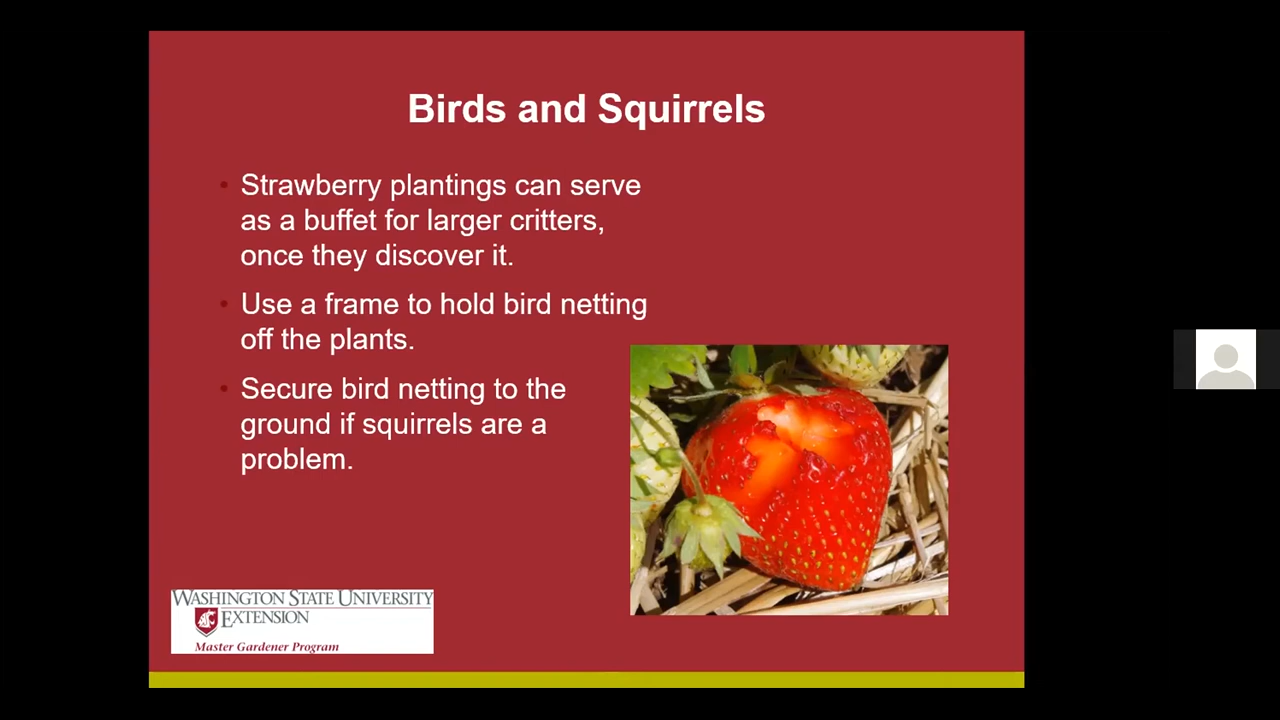 Birds and Squirrels
• Strawberry plantings can serve
as a buffet for larger critters,
once they discover it.
• Use a frame to hold bird netting
off the plants.
• Secure bird netting to the
ground if squirrels are a
problem.
WASHINGTON STATE UNIVERSITY
EXTENSION
Master Gardener Program